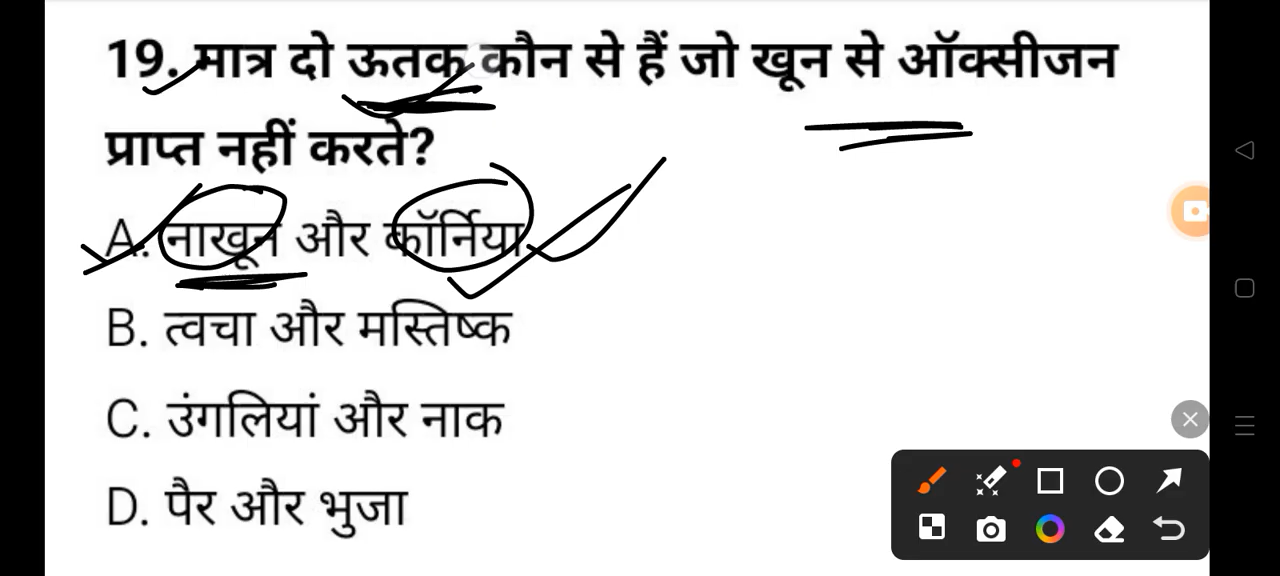 19. मात्र दो ऊतक कौन से हैं जो खून से ऑक्सीजन
प्राप्त नहीं करते?
A. नाखून और कॉर्निया
B. त्वचा और मस्तिष्क
C. उंगलियां और नाक
D. पैर और भुजा